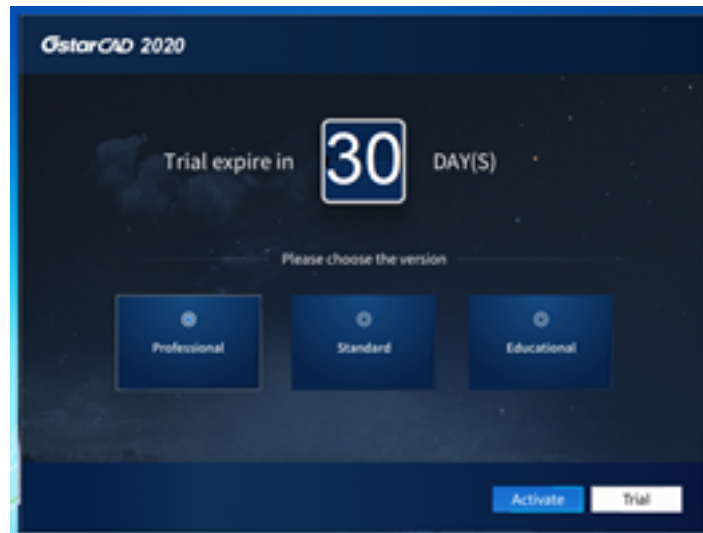 GstarCAD 2020
Trial expire in 30 DAY(S)
Please choose the version
Professional Standard Educational
Activate Trial